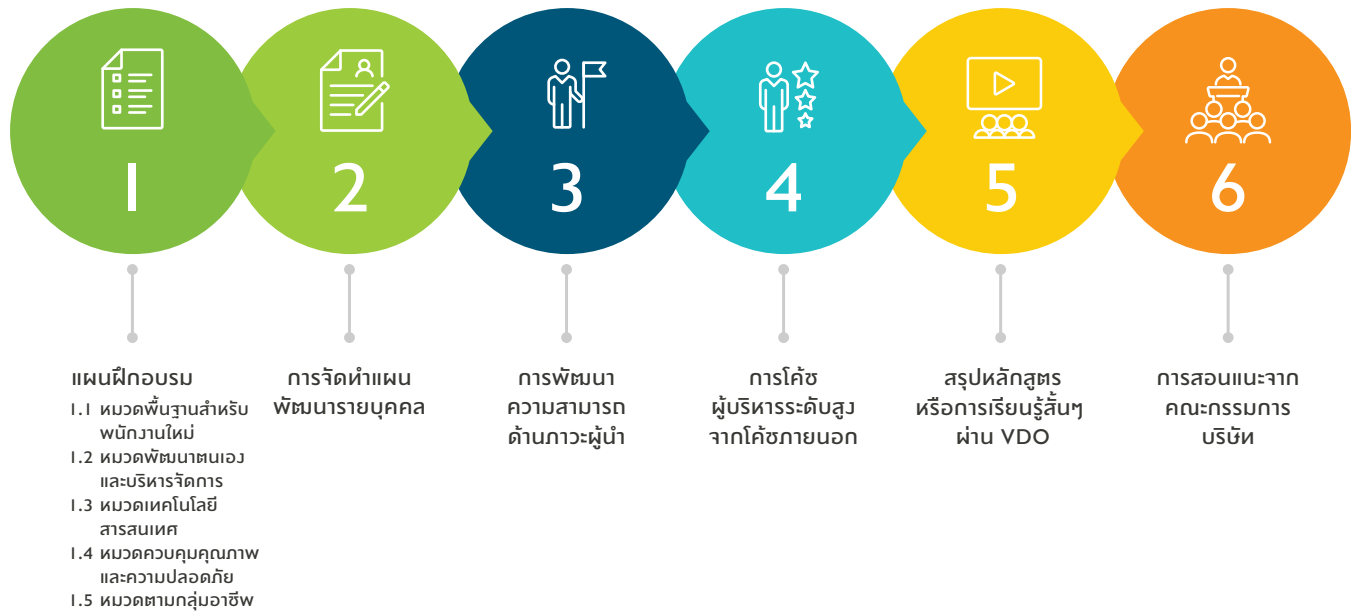 1
2
3
4
5
6
แผนฝึกอบรม
1.1 หมวดพื้นฐานสำหรับ
พนักงานใหม่
1.2 หมวดพัฒนาตนเอง
และบริหารจัดการ
1.3 หมวดเทคโนโลยี
สารสนเทศ
1.4 หมวดควบคุมคุณภาพ
และความปลอดภัย
1.5 หมวดตามกลุ่มอาชีพ
การจัดทำแผน
พัฒนารายบุคคล
การพัฒนา
ความสามารถ
ด้านภาวะผู้นำ
การโค้ช
ผู้บริหารระดับสูง
จากโค้ชภายนอก
สรุปหลักสูตร
หรือการเรียนรู้สั้นๆ
ผ่าน VDO
การสอนแนะจาก
คณะกรรมการ
บริษัท